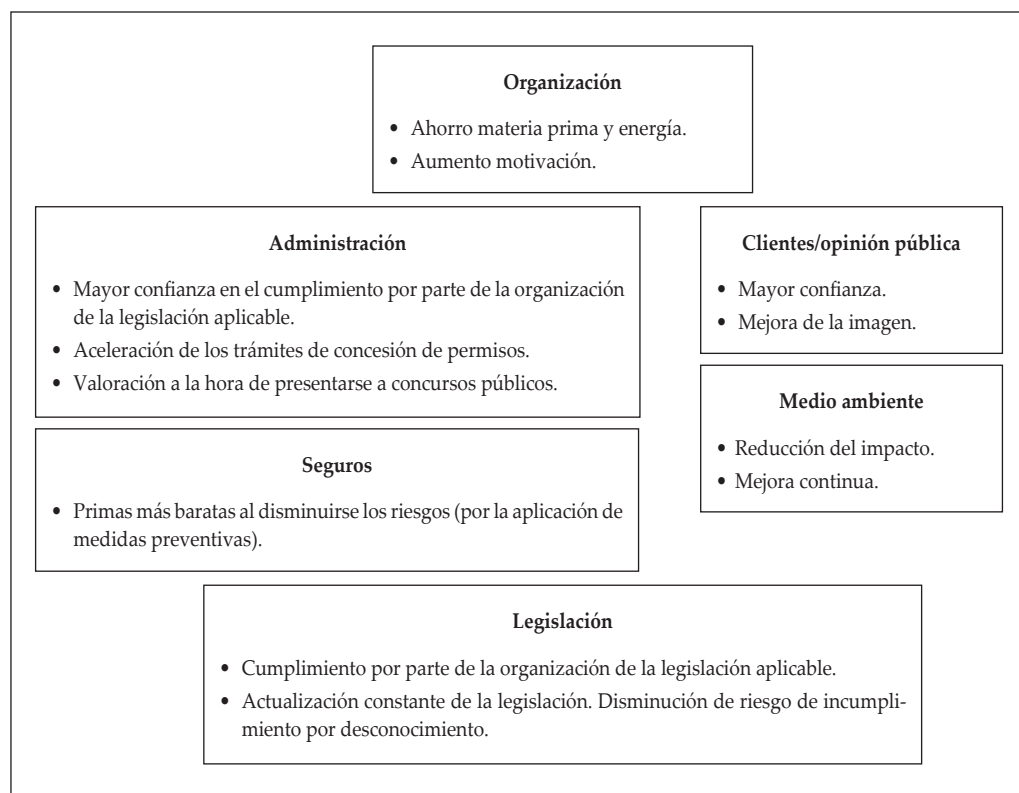 Organización
• Ahorro materia prima y energía.
• Aumento motivación.
Administración
• Mayor confianza en el cumplimiento por parte de la organización
de la legislación aplicable.
• Aceleración de los trámites de concesión de permisos.
• Valoración a la hora de presentarse a concursos públicos.
Clientes/opinión pública
• Mayor confianza.
• Mejora de la imagen.
Medio ambiente
• Reducción del impacto.
• Mejora continua.
Seguros
• Primas más baratas al disminuirse los riesgos (por la aplicación de
medidas preventivas).
Legislación
• Cumplimiento por parte de la organización de la legislación aplicable.
• Actualización constante de la legislación. Disminución de riesgo de incumpli-
miento por desconocimiento.